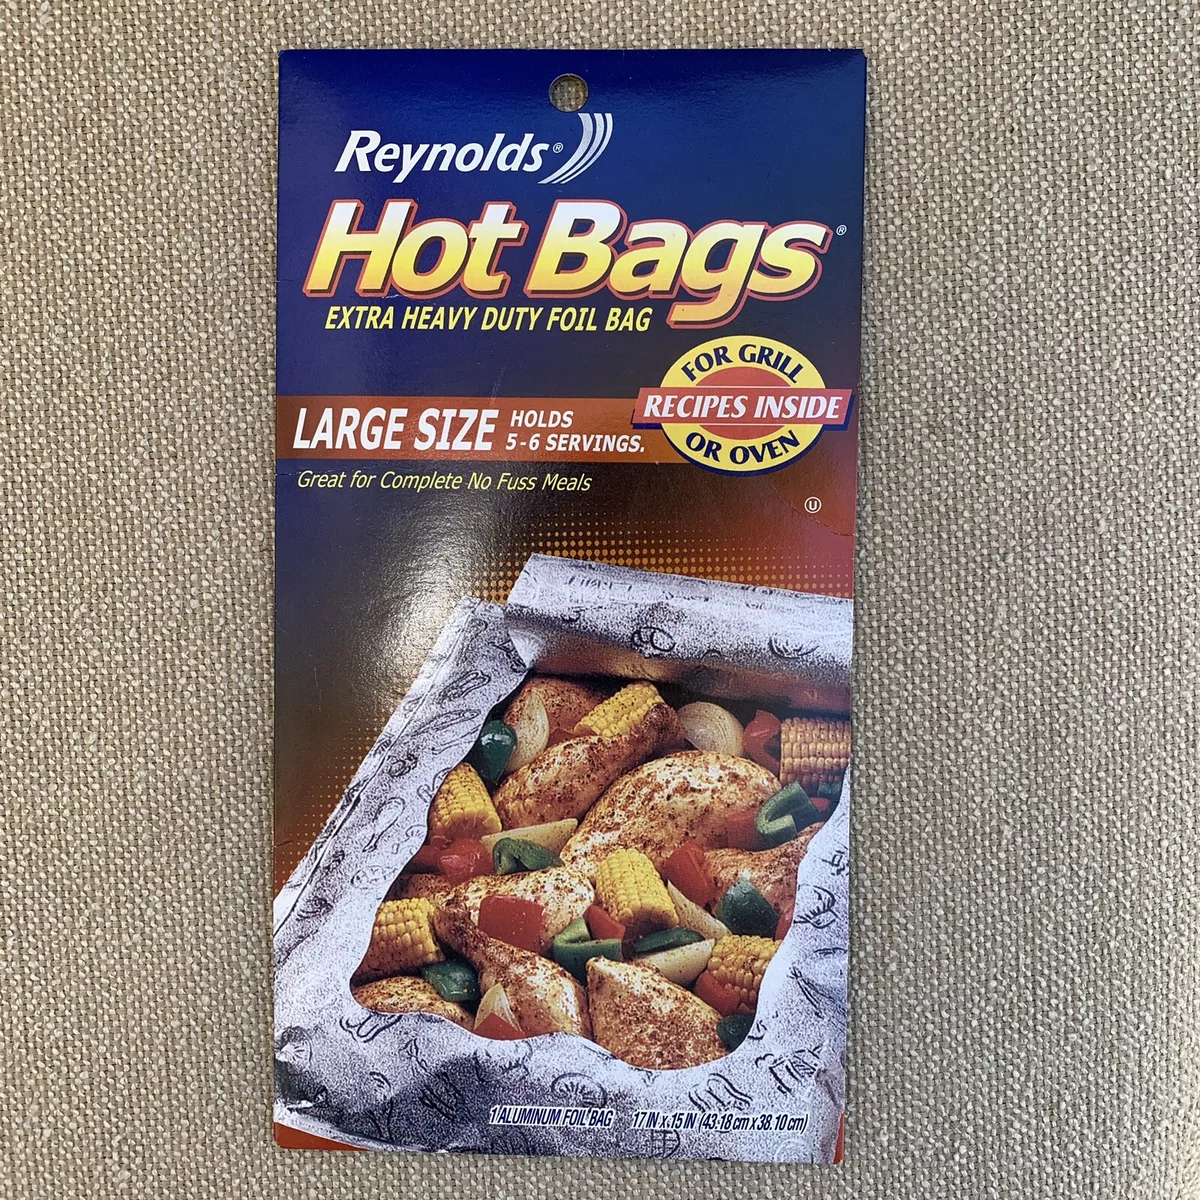 Reynolds®
Hot Bags®
EXTRA HEAVY DUTY FOIL BAG
FOR GRILL
RECIPES INSIDE
OR OVEN
LARGE SIZE HOLDS
5-6 SERVINGS.
Great for Complete No Fuss Meals
Ⓤ
1 ALUMINUM FOIL BAG 17 IN x 15 IN (43.18 cm x 38.10 cm)